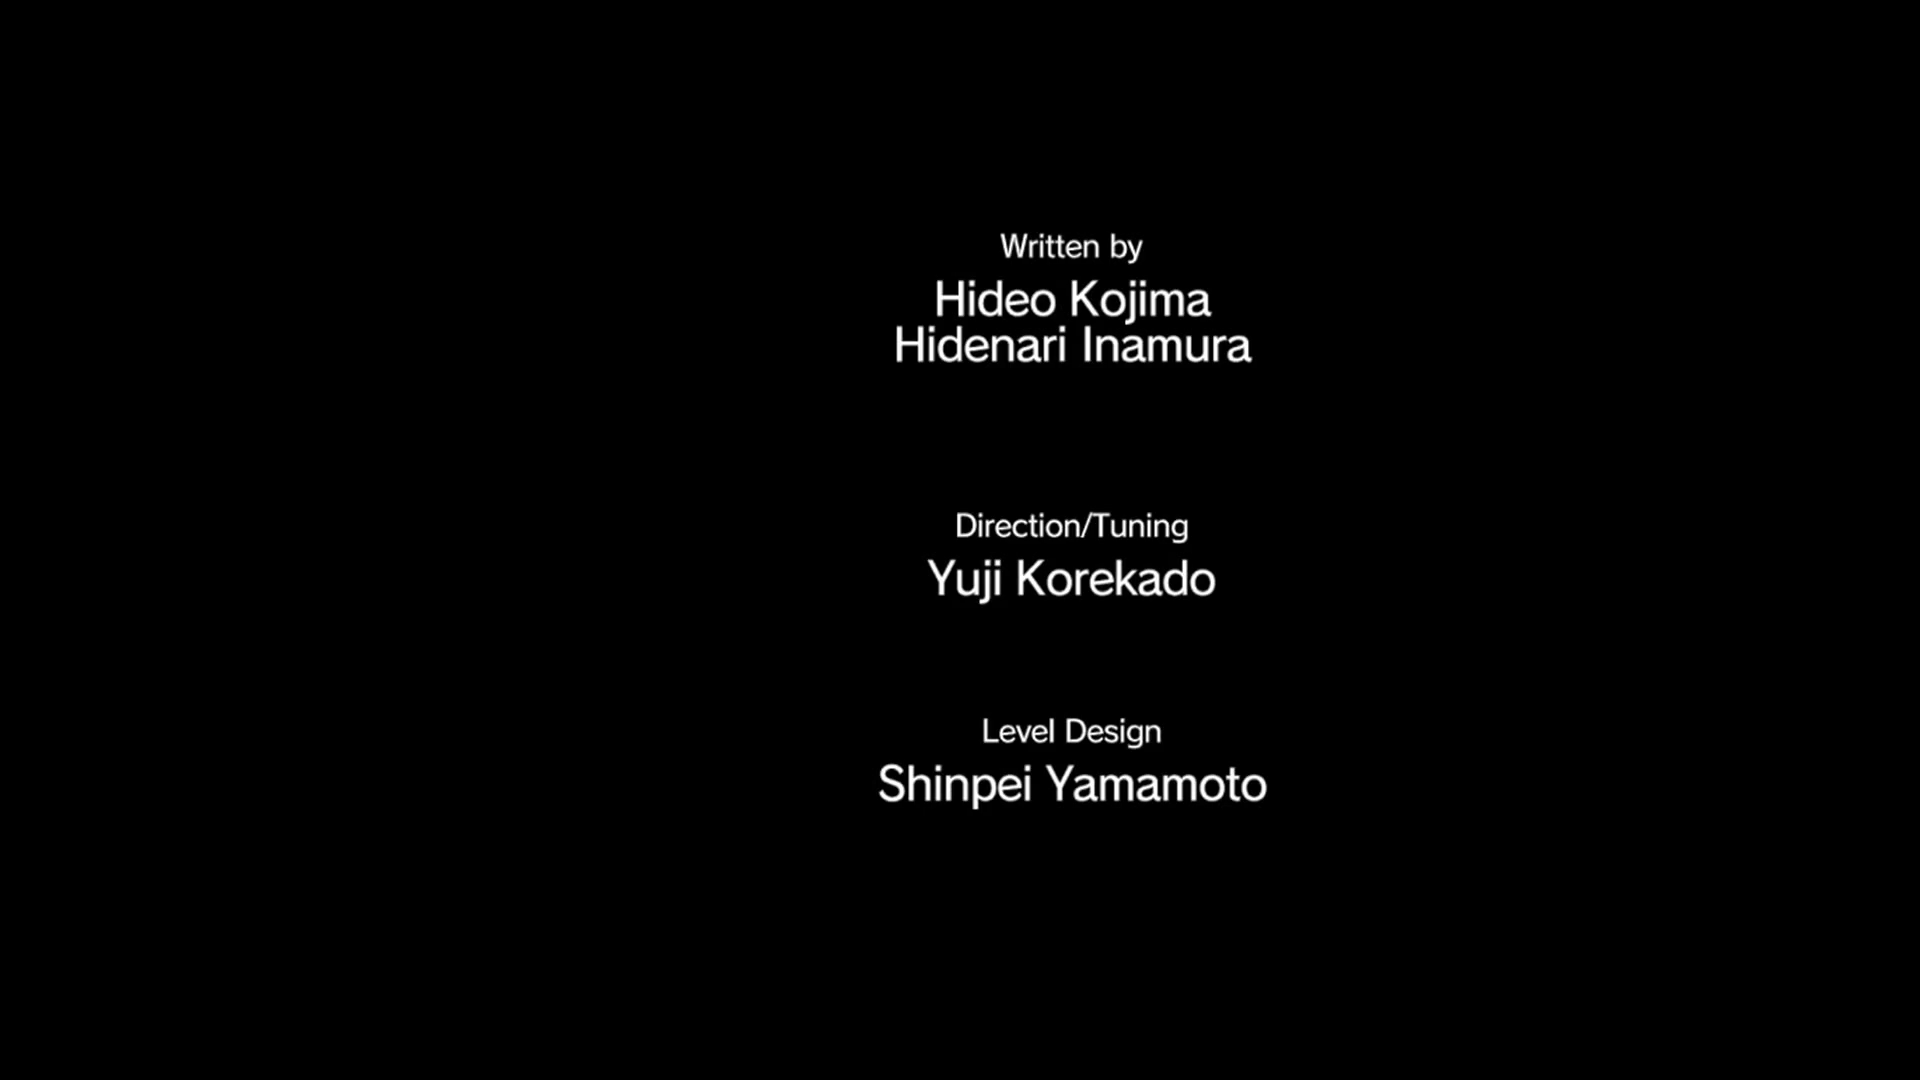 Written by
Hideo Kojima
Hidenari Inamura
Direction/Tuning
Yuji Korekado
Level Design
Shinpei Yamamoto